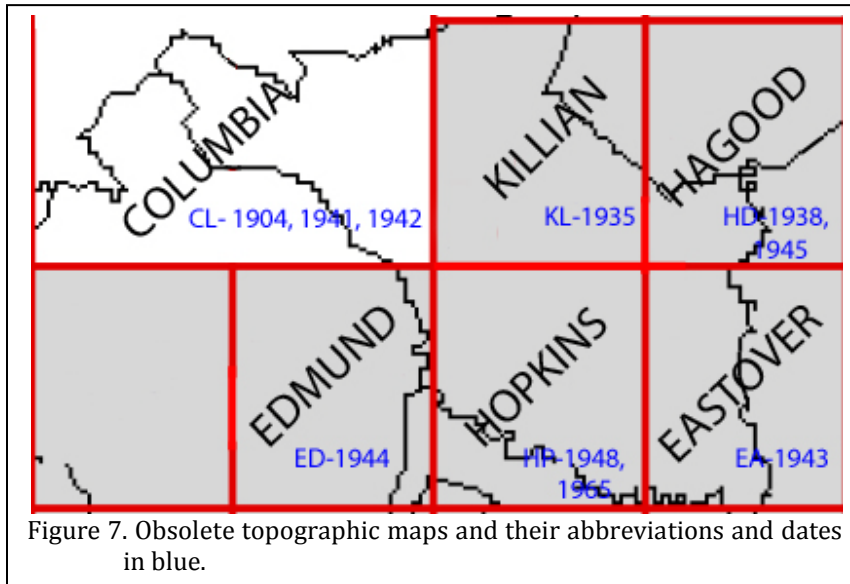 COLUMBIA
CL- 1904, 1941, 1942
KILLIAN
KL-1935
HAGOOD
HD-1938,
1945
EDMUND
ED-1944
HOPKINS
HP-1948,
1965
EASTOVER
EA-1943
Figure 7. Obsolete topographic maps and their abbreviations and dates
in blue.